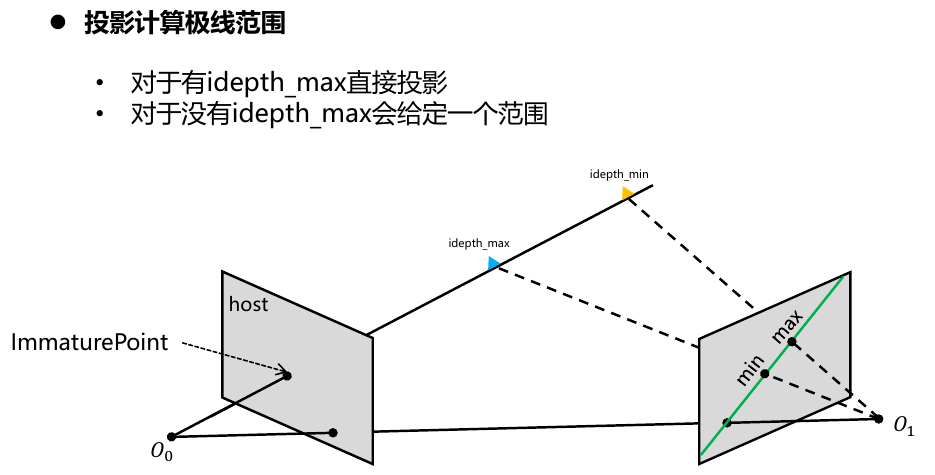 ● 投影计算极线范围
• 对于有idepth_max直接投影
• 对于没有idepth_max会给定一个范围
idepth_min
idepth_max
host
ImmaturePoint
max
min
O₀
O₁